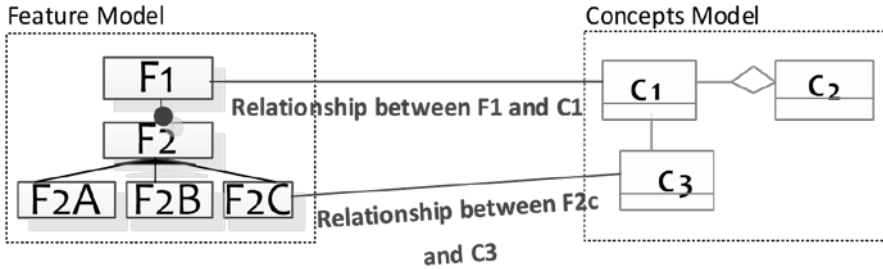 Feature Model
Concepts Model
F1
C1
C2
Relationship between F1 and C1
F2
C3
F2A
F2B
F2C
Relationship between F2c
and C3